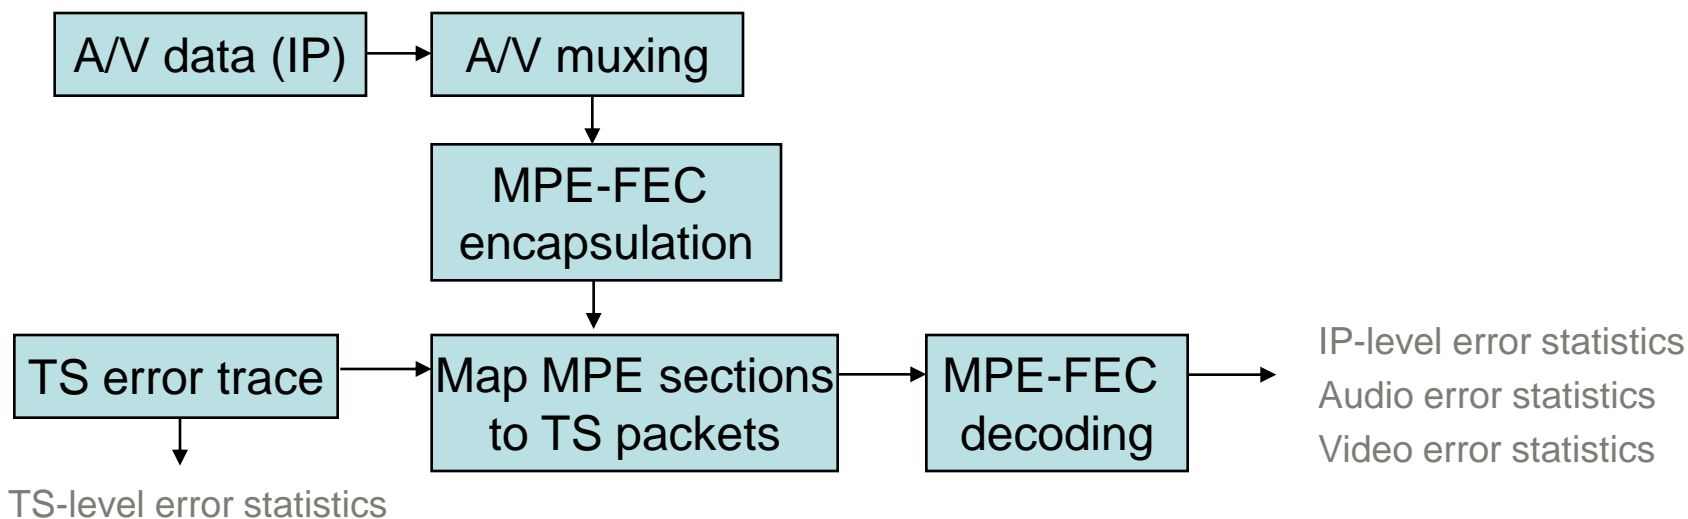 A/V data (IP)
A/V muxing
MPE-FEC
encapsulation
TS error trace
Map MPE sections
to TS packets
MPE-FEC
decoding
IP-level error statistics
Audio error statistics
Video error statistics
TS-level error statistics